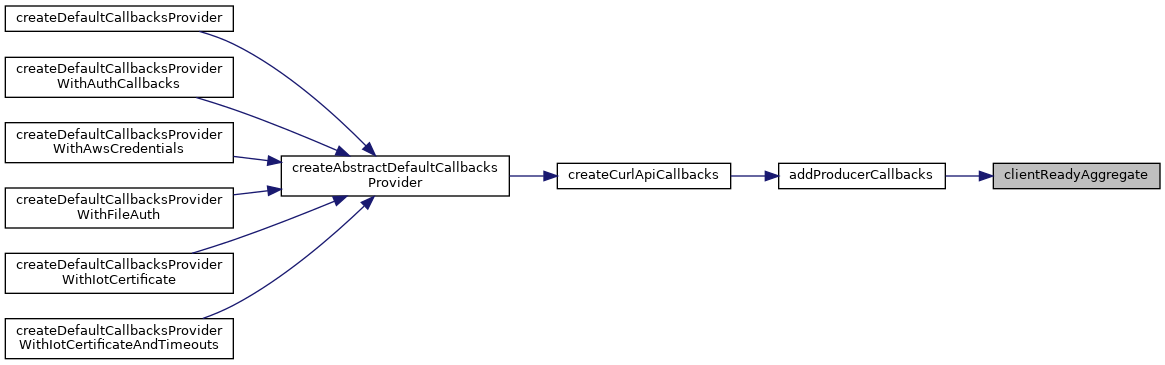 createDefaultCallbacksProvider
createDefaultCallbacksProvider
WithAuthCallbacks
createDefaultCallbacksProvider
WithAwsCredentials
createDefaultCallbacksProvider
WithFileAuth
createDefaultCallbacksProvider
WithIotCertificate
createDefaultCallbacksProvider
WithIotCertificateAndTimeouts
createAbstractDefaultCallbacks
Provider
createCurlApiCallbacks
addProducerCallbacks
clientReadyAggregate